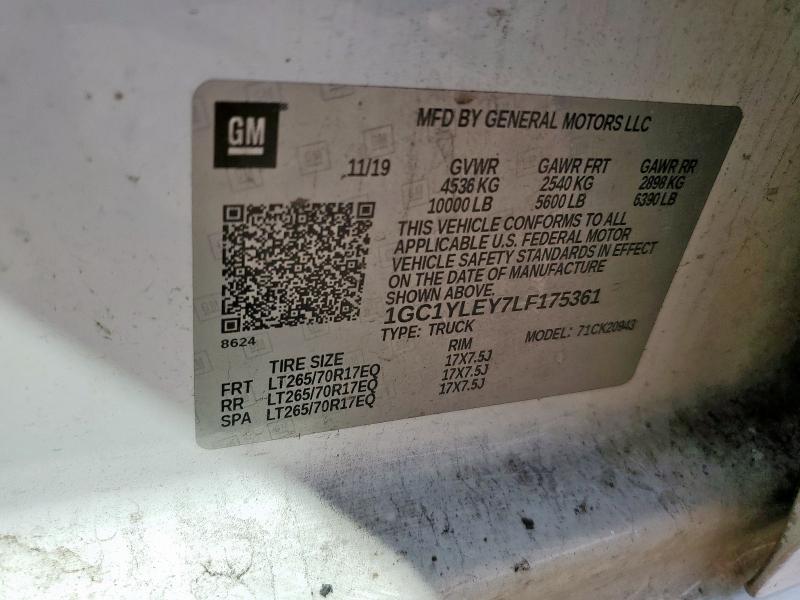 GM
MFD BY GENERAL MOTORS LLC
11/19 GVWR GAWR FRT GAWR RR
4536 KG 2540 KG 2898 KG
10000 LB 5600 LB 6390 LB
THIS VEHICLE CONFORMS TO ALL
APPLICABLE U.S. FEDERAL MOTOR
VEHICLE SAFETY STANDARDS IN EFFECT
ON THE DATE OF MANUFACTURE
SHOWN ABOVE.
1GC1YLEY7LF175361
8624
TYPE: TRUCK MODEL: 71CK20943
TIRE SIZE RIM
FRT LT265/70R17EQ 17X7.5J
RR LT265/70R17EQ 17X7.5J
SPA LT265/70R17EQ 17X7.5J